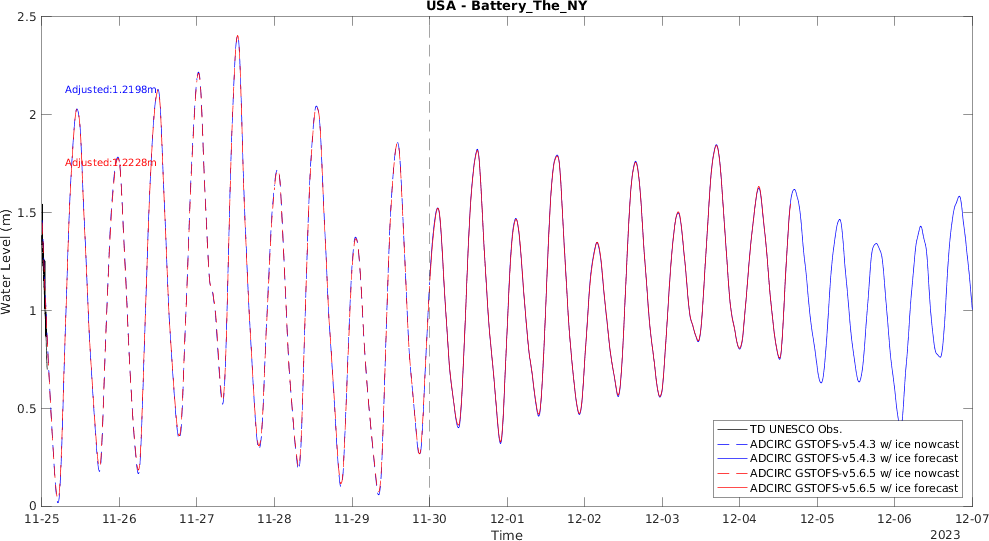 USA - Battery_The_NY
2.5
2
1.5
1
0.5
0
Water Level (m)
Adjusted:1.2198m
Adjusted:1.2228m
TD UNESCO Obs.
ADCIRC GSTOFS-v5.4.3 w/ ice nowcast
ADCIRC GSTOFS-v5.4.3 w/ ice forecast
ADCIRC GSTOFS-v5.6.5 w/ ice nowcast
ADCIRC GSTOFS-v5.6.5 w/ ice forecast
11-25 11-26 11-27 11-28 11-29 11-30 12-01 12-02 12-03 12-04 12-05 12-06 12-07
Time
2023